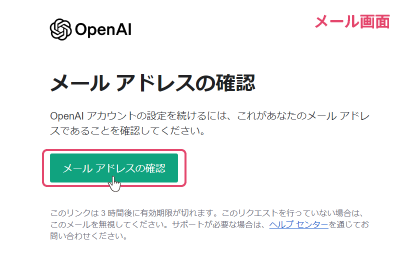 OpenAI
メール画面
メール アドレスの確認
OpenAI アカウントの設定を続けるには、これがあなたのメール アドレ
スであることを確認してください。
メール アドレスの確認
このリンクは 3 時間後に有効期限が切れます。このリクエストを行っていない場合は、
このメールを無視してください。サポートが必要な場合は、ヘルプ センターを通じてお
問い合わせください。